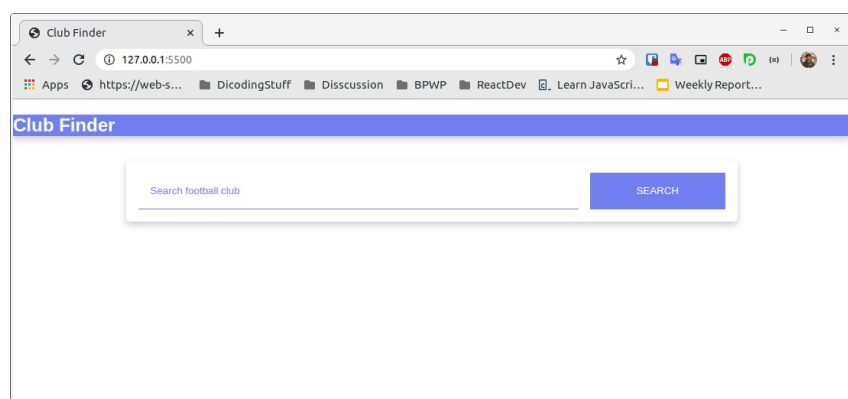 Club Finder
127.0.0.1:5500
ABP
Apps https://web-s... DicodingStuff Disscussion BPWP ReactDev Learn JavaScri... Weekly Report...
Club Finder
Search football club SEARCH